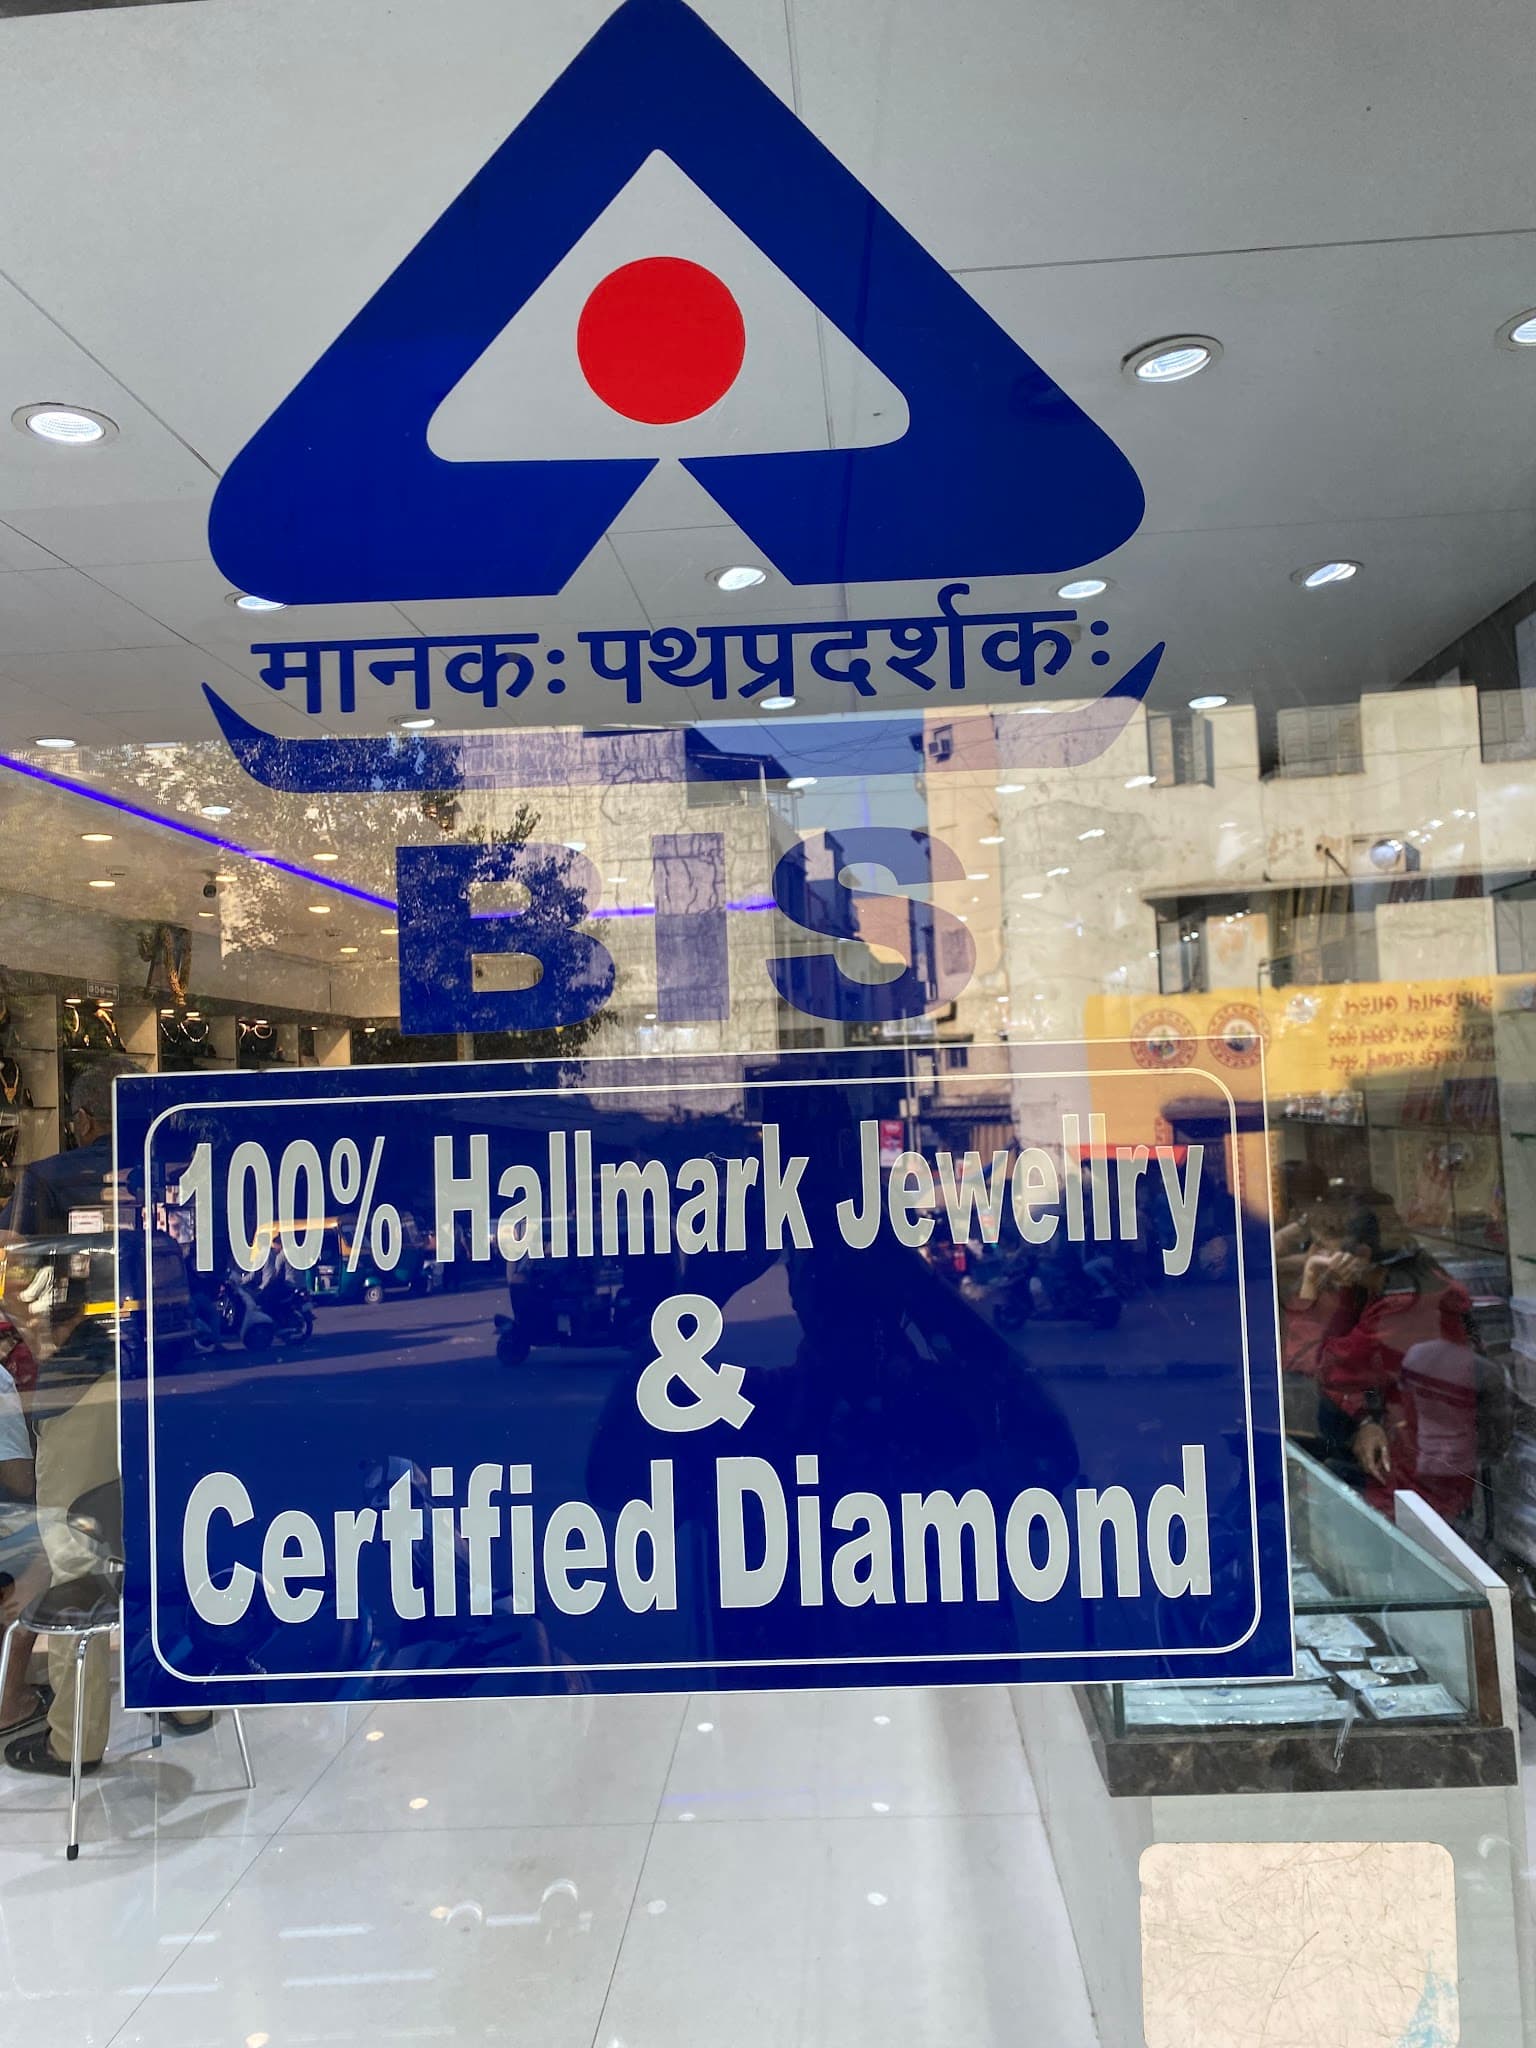 मानकः पथप्रदर्शकः
BIS
100% Hallmark Jewellry
&
Certified Diamond